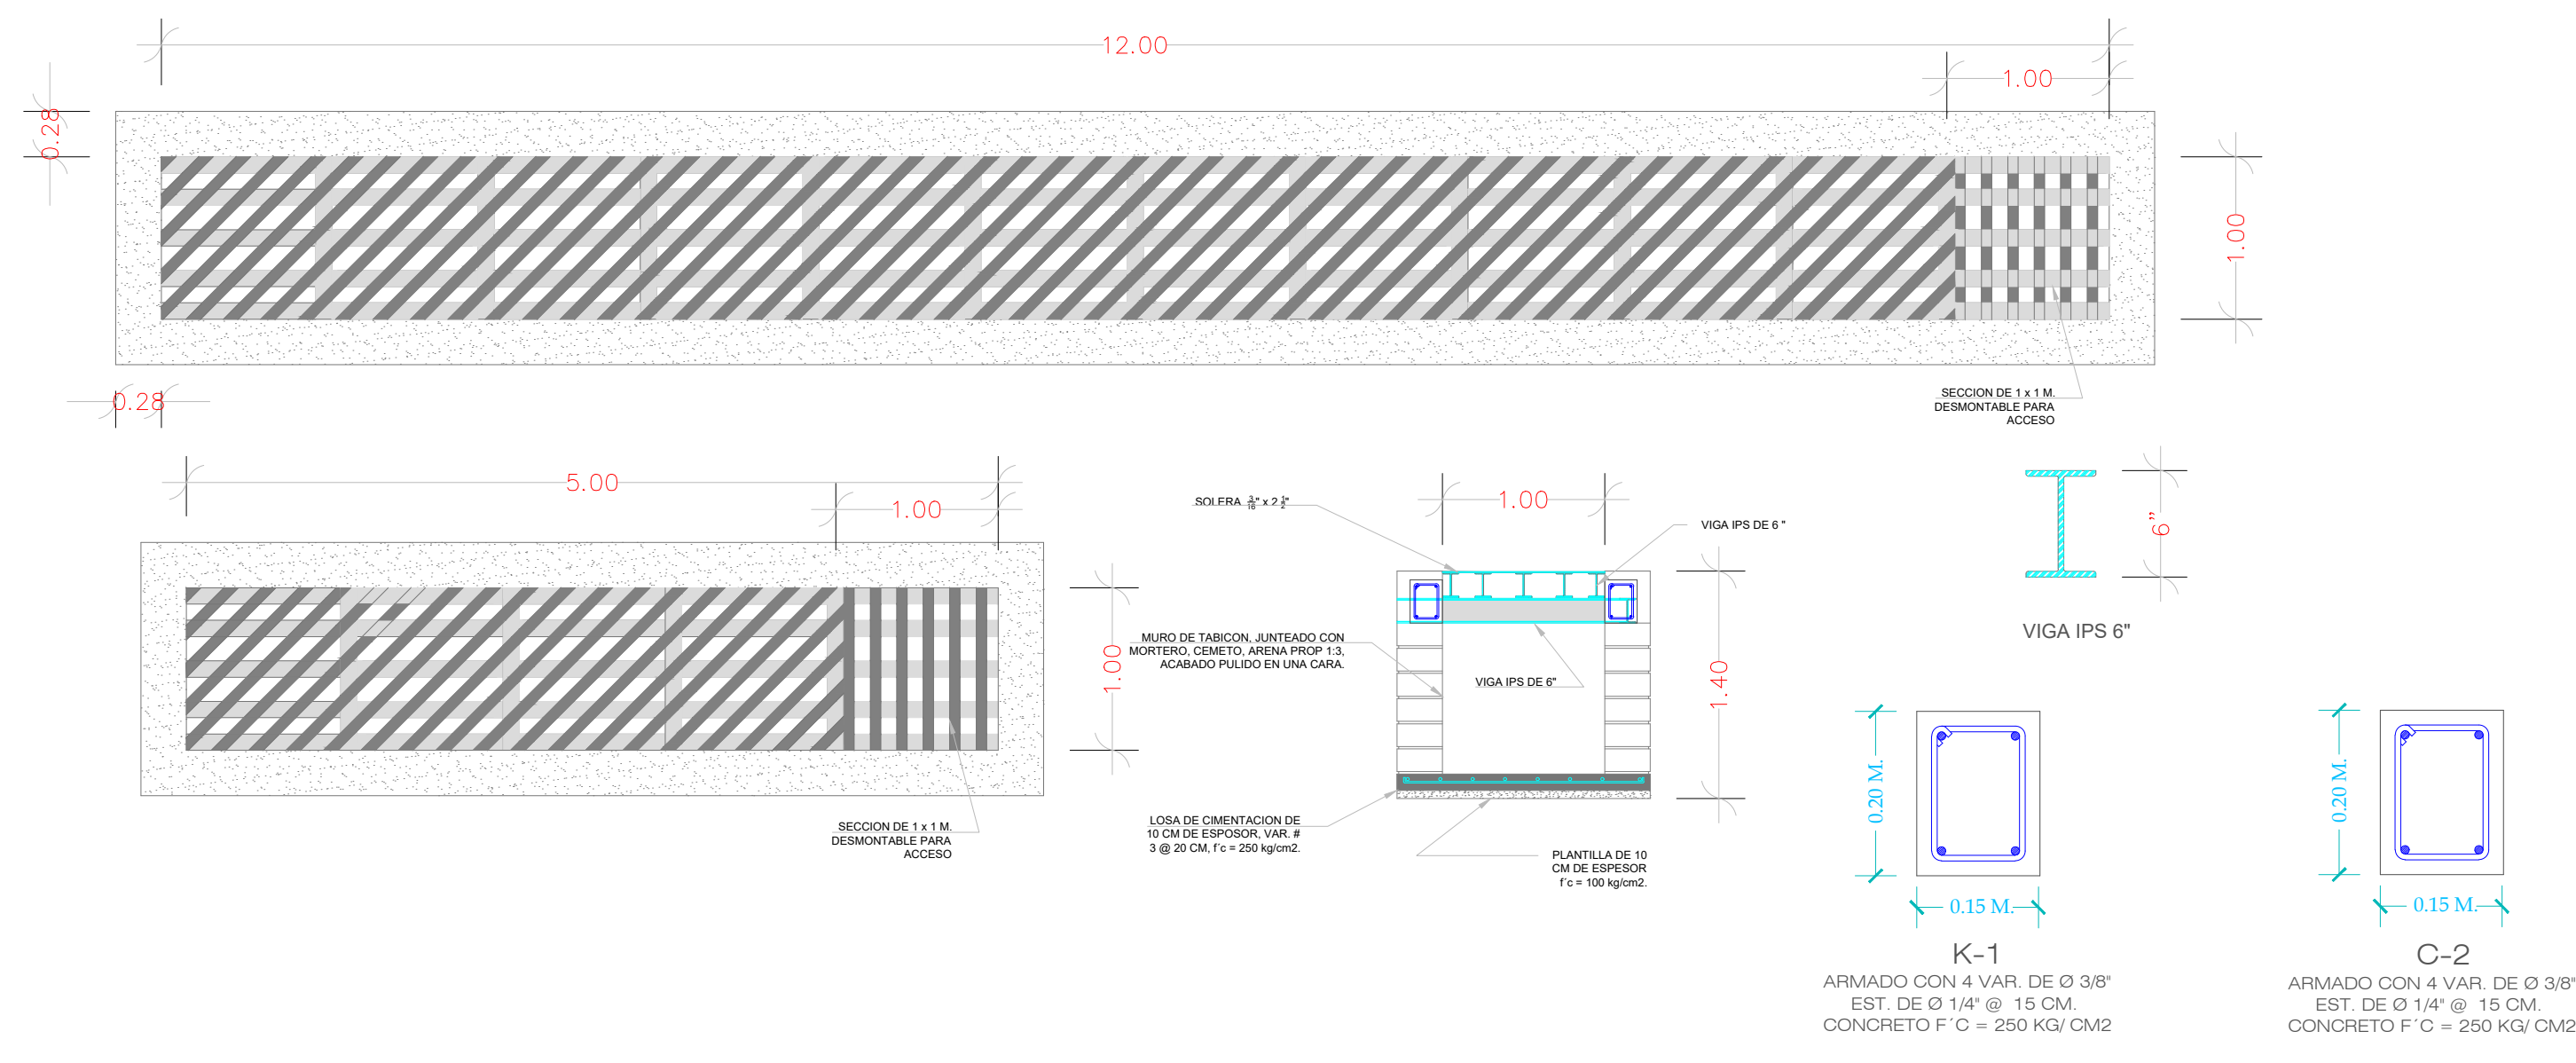 12.00
1.00
0.28
1.00
0.28
SECCION DE 1 x 1 M.
DESMONTABLE PARA
ACCESO
5.00
1.00
1.00
SECCION DE 1 x 1 M.
DESMONTABLE PARA
ACCESO
SOLERA 3/16" x 2 1/2"
1.00
VIGA IPS DE 6 "
MURO DE TABICON, JUNTEADO CON
MORTERO, CEMETO, ARENA PROP 1:3,
ACABADO PULIDO EN UNA CARA.
VIGA IPS DE 6"
1.40
LOSA DE CIMENTACION DE
10 CM DE ESPOSOR, VAR. #
3 @ 20 CM, f´c = 250 kg/cm2.
PLANTILLA DE 10
CM DE ESPESOR
f´c = 100 kg/cm2.
6"
VIGA IPS 6"
0.20 M.
0.15 M.
K-1
ARMADO CON 4 VAR. DE Ø 3/8"
EST. DE Ø 1/4" @ 15 CM.
CONCRETO F´C = 250 KG/ CM2
0.20 M.
0.15 M.
C-2
ARMADO CON 4 VAR. DE Ø 3/8"
EST. DE Ø 1/4" @ 15 CM.
CONCRETO F´C = 250 KG/ CM2